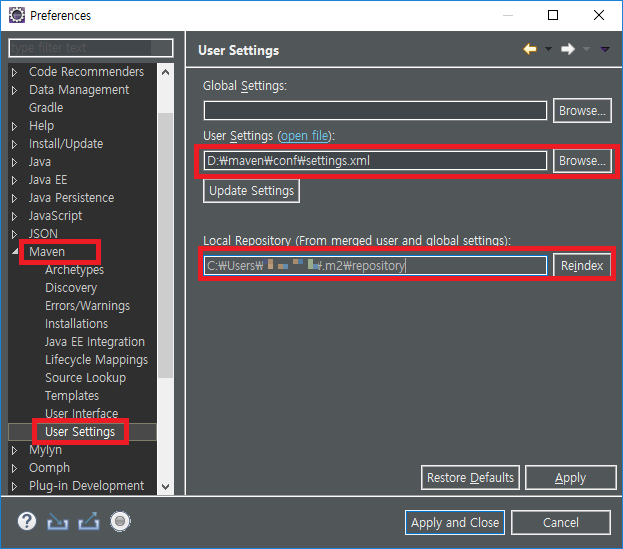 Preferences
type filter text
Code Recommenders
Data Management
Gradle
Help
Install/Update
Java
Java EE
Java Persistence
JavaScript
JSON
Maven
Archetypes
Discovery
Errors/Warnings
Installations
Java EE Integration
Lifecycle Mappings
Source Lookup
Templates
User Interface
User Settings
Mylyn
Oomph
Plug-in Development
User Settings
Global Settings:
Browse...
User Settings (open file):
D:₩maven₩conf₩settings.xml
Browse...
Update Settings
Local Repository (From merged user and global settings):
C:₩Users₩ ₩.m2₩repository
Reindex
Restore Defaults
Apply
Apply and Close
Cancel